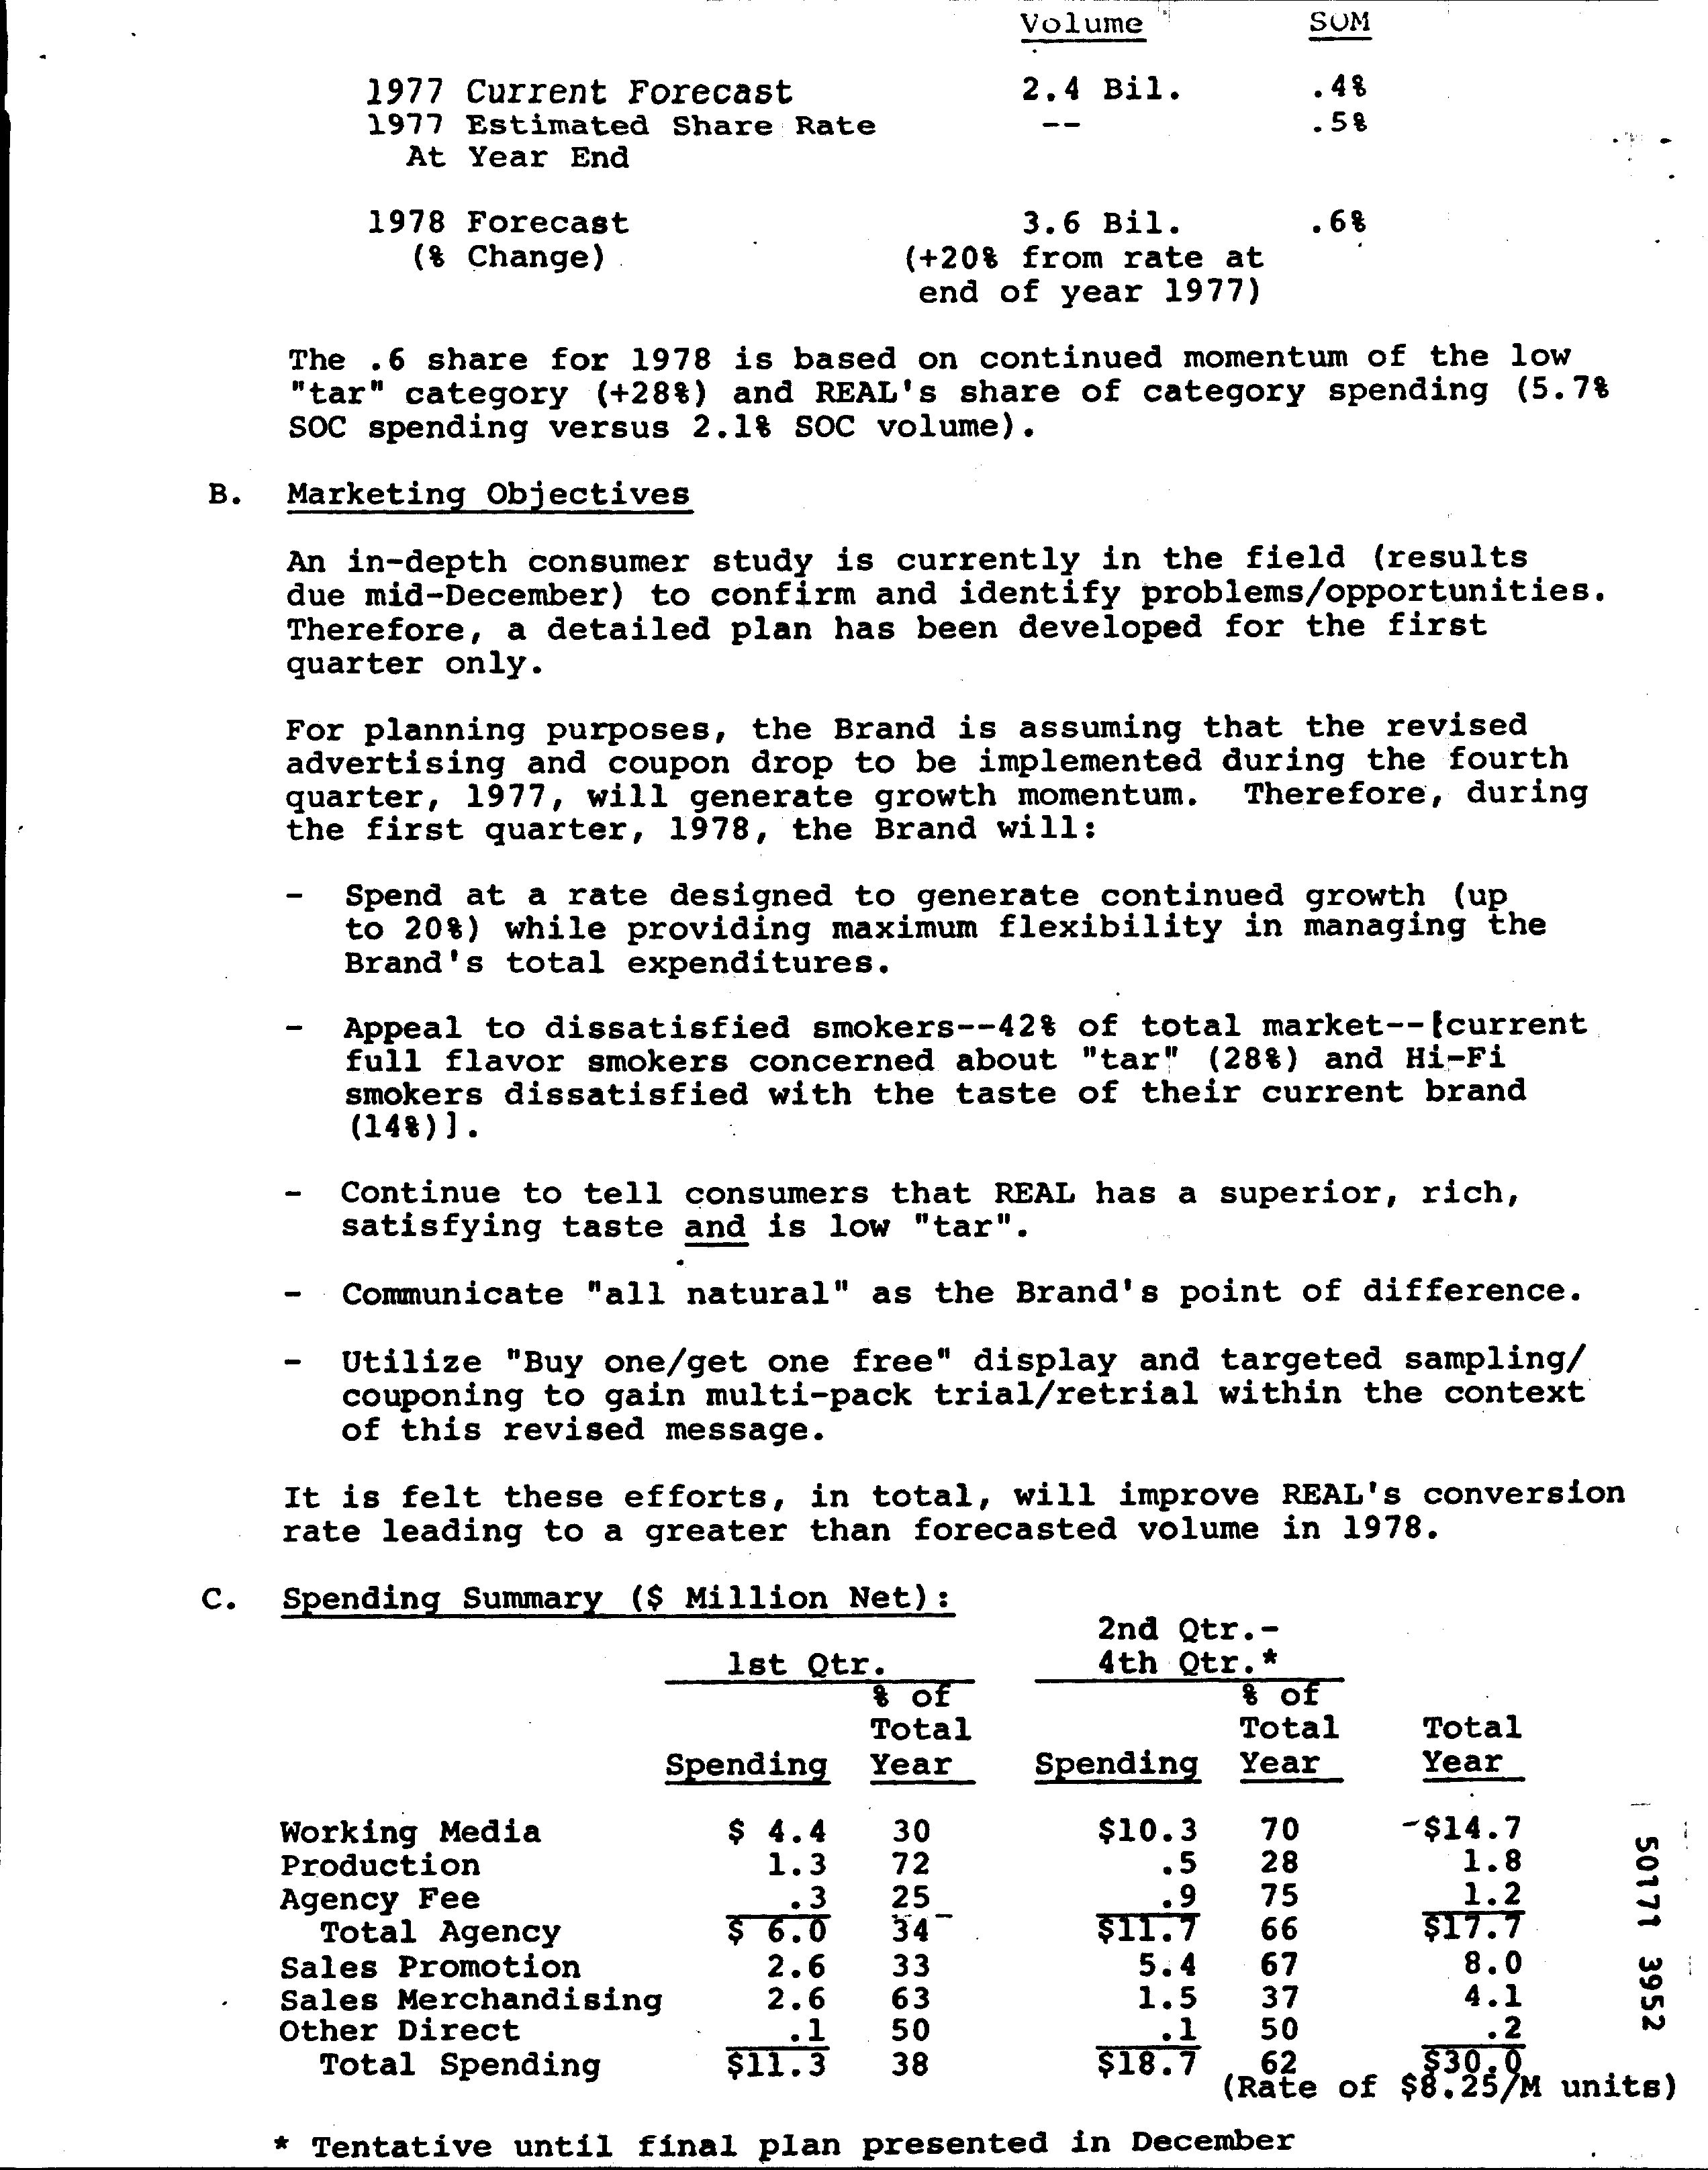 Volume SOM
1977 Current Forecast 2.4 Bil. .4%
1977 Estimated Share Rate -- .5%
At Year End
1978 Forecast 3.6 Bil. .6%
(% Change) (+20% from rate at
end of year 1977)
The .6 share for 1978 is based on continued momentum of the low
"tar" category (+28%) and REAL's share of category spending (5.7%
SOC spending versus 2.1% SOC volume).
B. Marketing Objectives
An in-depth consumer study is currently in the field (results
due mid-December) to confirm and identify problems/opportunities.
Therefore, a detailed plan has been developed for the first
quarter only.
For planning purposes, the Brand is assuming that the revised
advertising and coupon drop to be implemented during the fourth
quarter, 1977, will generate growth momentum. Therefore, during
the first quarter, 1978, the Brand will:
- Spend at a rate designed to generate continued growth (up
to 20%) while providing maximum flexibility in managing the
Brand's total expenditures.
- Appeal to dissatisfied smokers--42% of total market--[current
full flavor smokers concerned about "tar" (28%) and Hi-Fi
smokers dissatisfied with the taste of their current brand
(14%)].
- Continue to tell consumers that REAL has a superior, rich,
satisfying taste and is low "tar".
- Communicate "all natural" as the Brand's point of difference.
- Utilize "Buy one/get one free" display and targeted sampling/
couponing to gain multi-pack trial/retrial within the context
of this revised message.
It is felt these efforts, in total, will improve REAL's conversion
rate leading to a greater than forecasted volume in 1978.
C. Spending Summary ($ Million Net):
2nd Qtr.-
1st Qtr. 4th Qtr.*
% of % of
Total Total Total
Spending Year Spending Year Year
Working Media $ 4.4 30 $10.3 70 $14.7
Production 1.3 72 .5 28 1.8
Agency Fee .3 25 .9 75 1.2
Total Agency $ 6.0 34 $11.7 66 $17.7
Sales Promotion 2.6 33 5.4 67 8.0
Sales Merchandising 2.6 63 1.5 37 4.1
Other Direct .1 50 .1 50 .2
Total Spending $11.3 38 $18.7 62 $30.0
(Rate of $8.25/M units)
* Tentative until final plan presented in December
50171 3952